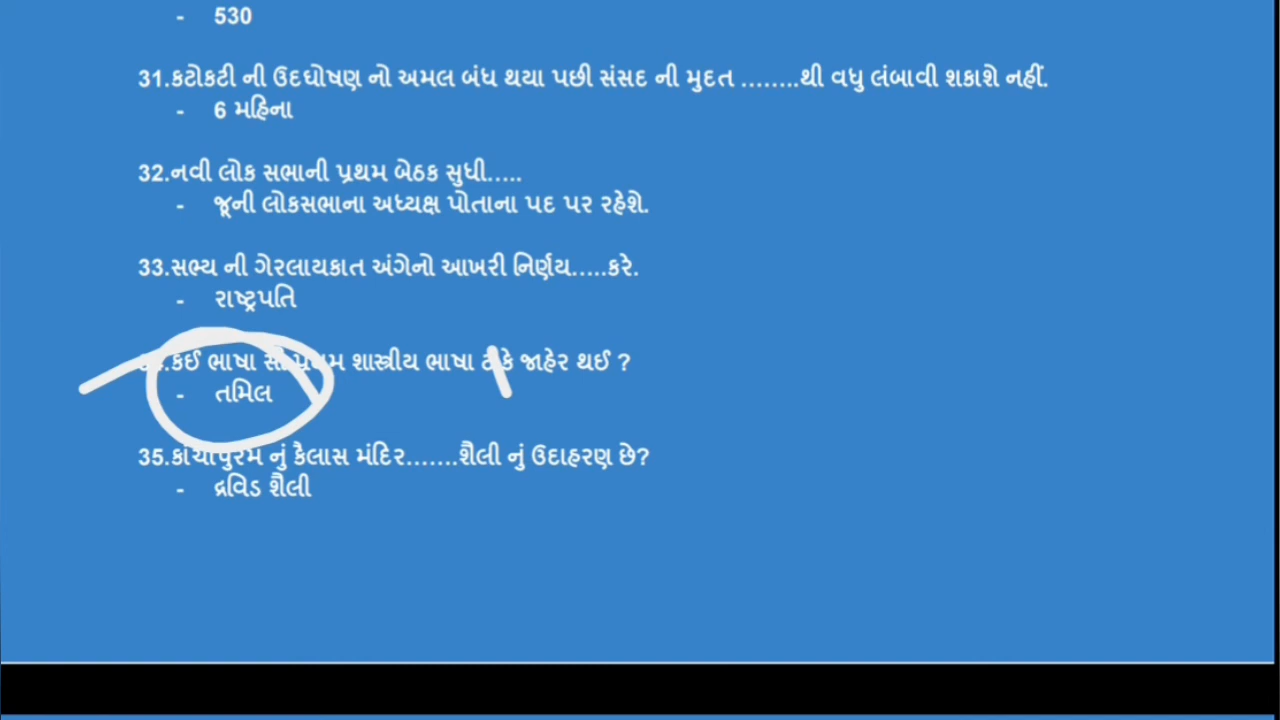 - 530
31.કટોકટી ની ઉદઘોષણ નો અમલ બંધ થયા પછી સંસદ ની મુદત ........થી વધુ લંબાવી શકાશે નહીં.
- 6 મહિના
32.નવી લોક સભાની પ્રથમ બેઠક સુધી.....
- જૂની લોકસભાના અધ્યક્ષ પોતાના પદ પર રહેશે.
33.સભ્ય ની ગેરલાયકાત અંગેનો આખરી નિર્ણય.....કરે.
- રાષ્ટ્રપતિ
કઈ ભાષા શાસ્ત્રીય ભાષા જાહેર થઈ ?
- તમિલ
35.કાંચીપુરમ નું કૈલાસ મંદિર.......શૈલી નું ઉદાહરણ છે?
- દ્રવિડ શૈલી